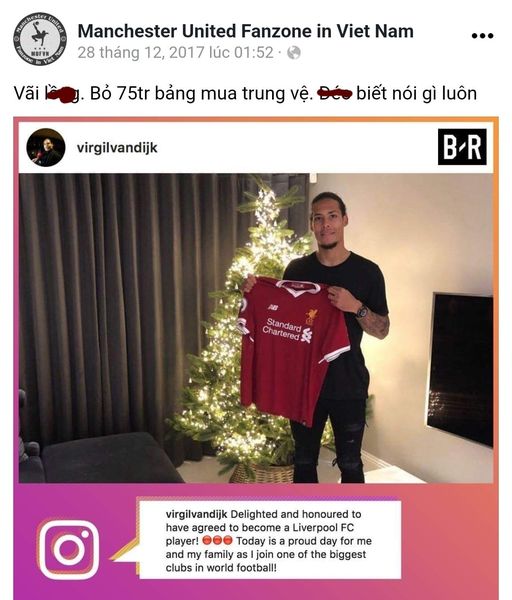 Manchester United Fanzone in Viet Nam
28 tháng 12, 2017 lúc 01:52 ·
Vãi. Bỏ 75tr bảng mua trung vệ. biết nói gì luôn
virgilvandijk
B·R
NB
Standard
Chartered
virgilvandijk Delighted and honoured to
have agreed to become a Liverpool FC
player! 🔴🔴🔴 Today is a proud day for me
and my family as I join one of the biggest
clubs in world football!